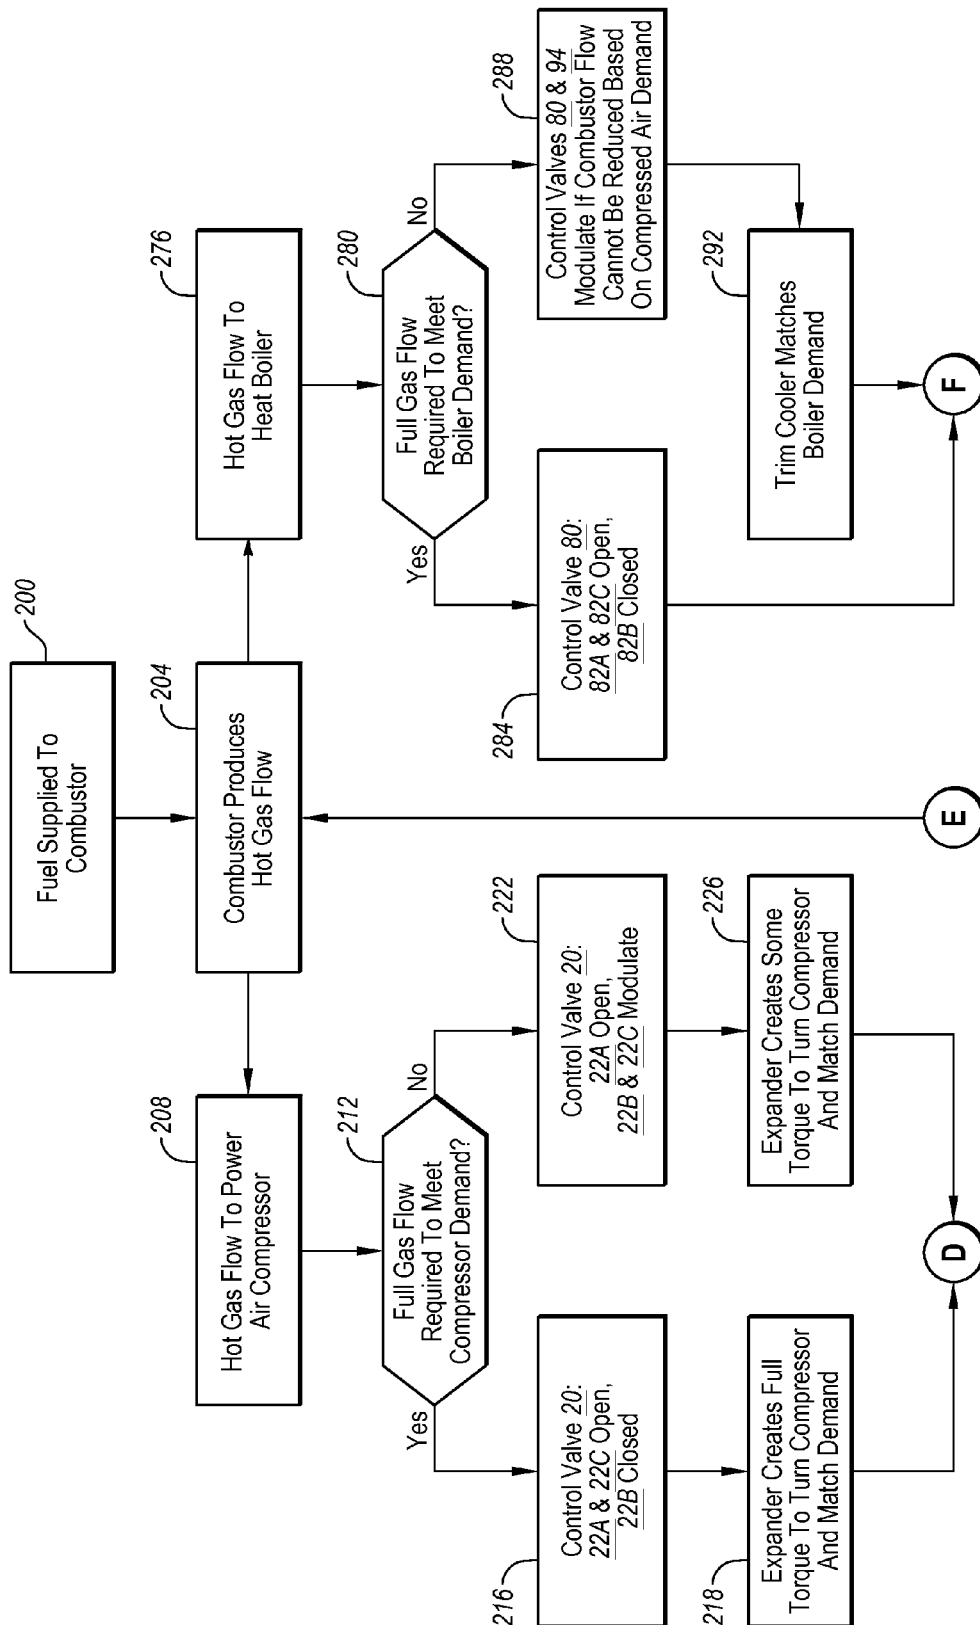 200
Fuel Supplied To
Combustor
204
Combustor Produces
Hot Gas Flow
208
Hot Gas Flow To Power
Air Compressor
212
Full Gas Flow
Required To Meet
Compressor Demand?
Yes
No
216
Control Valve 20:
22A & 22C Open,
22B Closed
222
Control Valve 20:
22A Open,
22B & 22C Modulate
218
Expander Creates Full
Torque To Turn Compressor
And Match Demand
226
Expander Creates Some
Torque To Turn Compressor
And Match Demand
D
E
276
Hot Gas Flow To
Heat Boiler
280
Full Gas Flow
Required To Meet
Boiler Demand?
Yes
No
284
Control Valve 80:
82A & 82C Open,
82B Closed
288
Control Valves 80 & 94
Modulate If Combustor Flow
Cannot Be Reduced Based
On Compressed Air Demand
292
Trim Cooler Matches
Boiler Demand
F